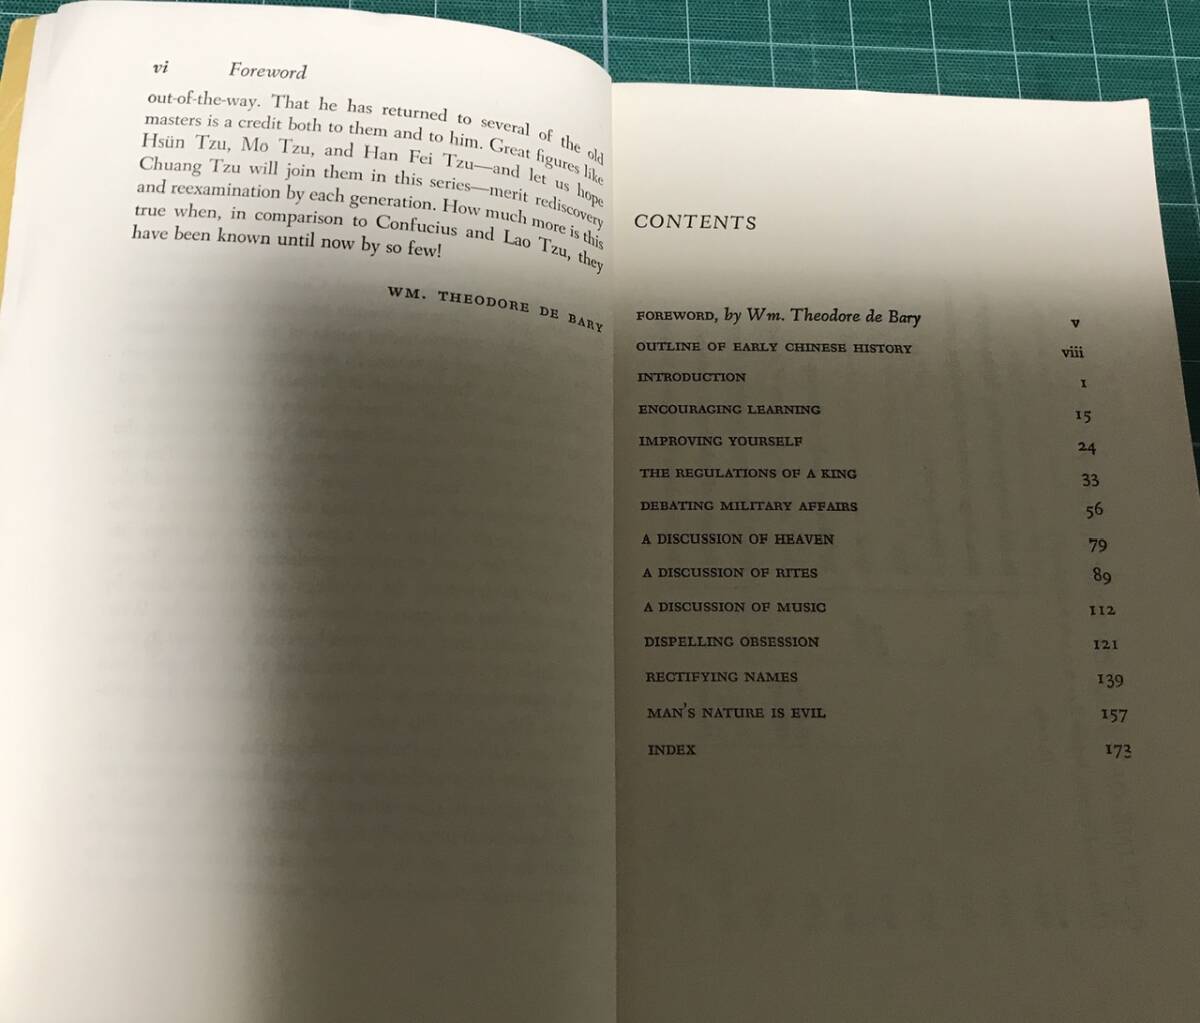 vi Foreword
out-of-the-way. That he has returned to several of the old
masters is a credit both to them and to him. Great figures like
Hsün Tzu, Mo Tzu, and Han Fei Tzu—and let us hope
Chuang Tzu will join them in this series—merit rediscovery
and reexamination by each generation. How much more is this
true when, in comparison to Confucius and Lao Tzu, they
have been known until now by so few!
WM. THEODORE DE BARY
CONTENTS
FOREWORD, by Wm. Theodore de Bary v
OUTLINE OF EARLY CHINESE HISTORY viii
INTRODUCTION 1
ENCOURAGING LEARNING 15
IMPROVING YOURSELF 24
THE REGULATIONS OF A KING 33
DEBATING MILITARY AFFAIRS 56
A DISCUSSION OF HEAVEN 79
A DISCUSSION OF RITES 89
A DISCUSSION OF MUSIC 112
DISPELLING OBSESSION 121
RECTIFYING NAMES 139
MAN'S NATURE IS EVIL 157
INDEX 173